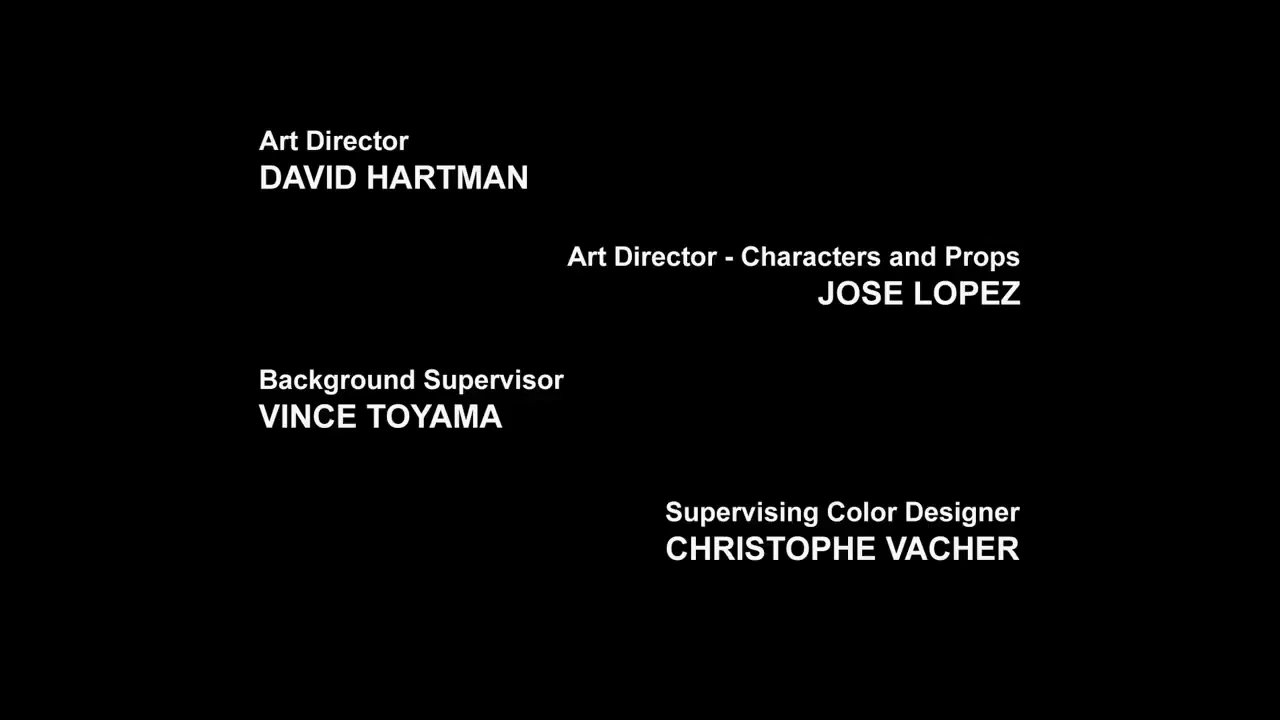 Art Director
DAVID HARTMAN
Art Director - Characters and Props
JOSE LOPEZ
Background Supervisor
VINCE TOYAMA
Supervising Color Designer
CHRISTOPHE VACHER